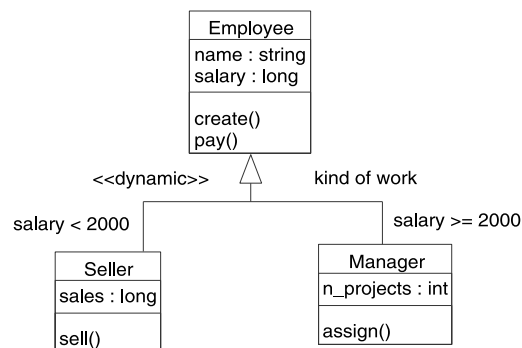 Employee
name : string
salary : long
create()
pay()
<<dynamic>>
kind of work
salary < 2000
salary >= 2000
Seller
sales : long
sell()
Manager
n_projects : int
assign()